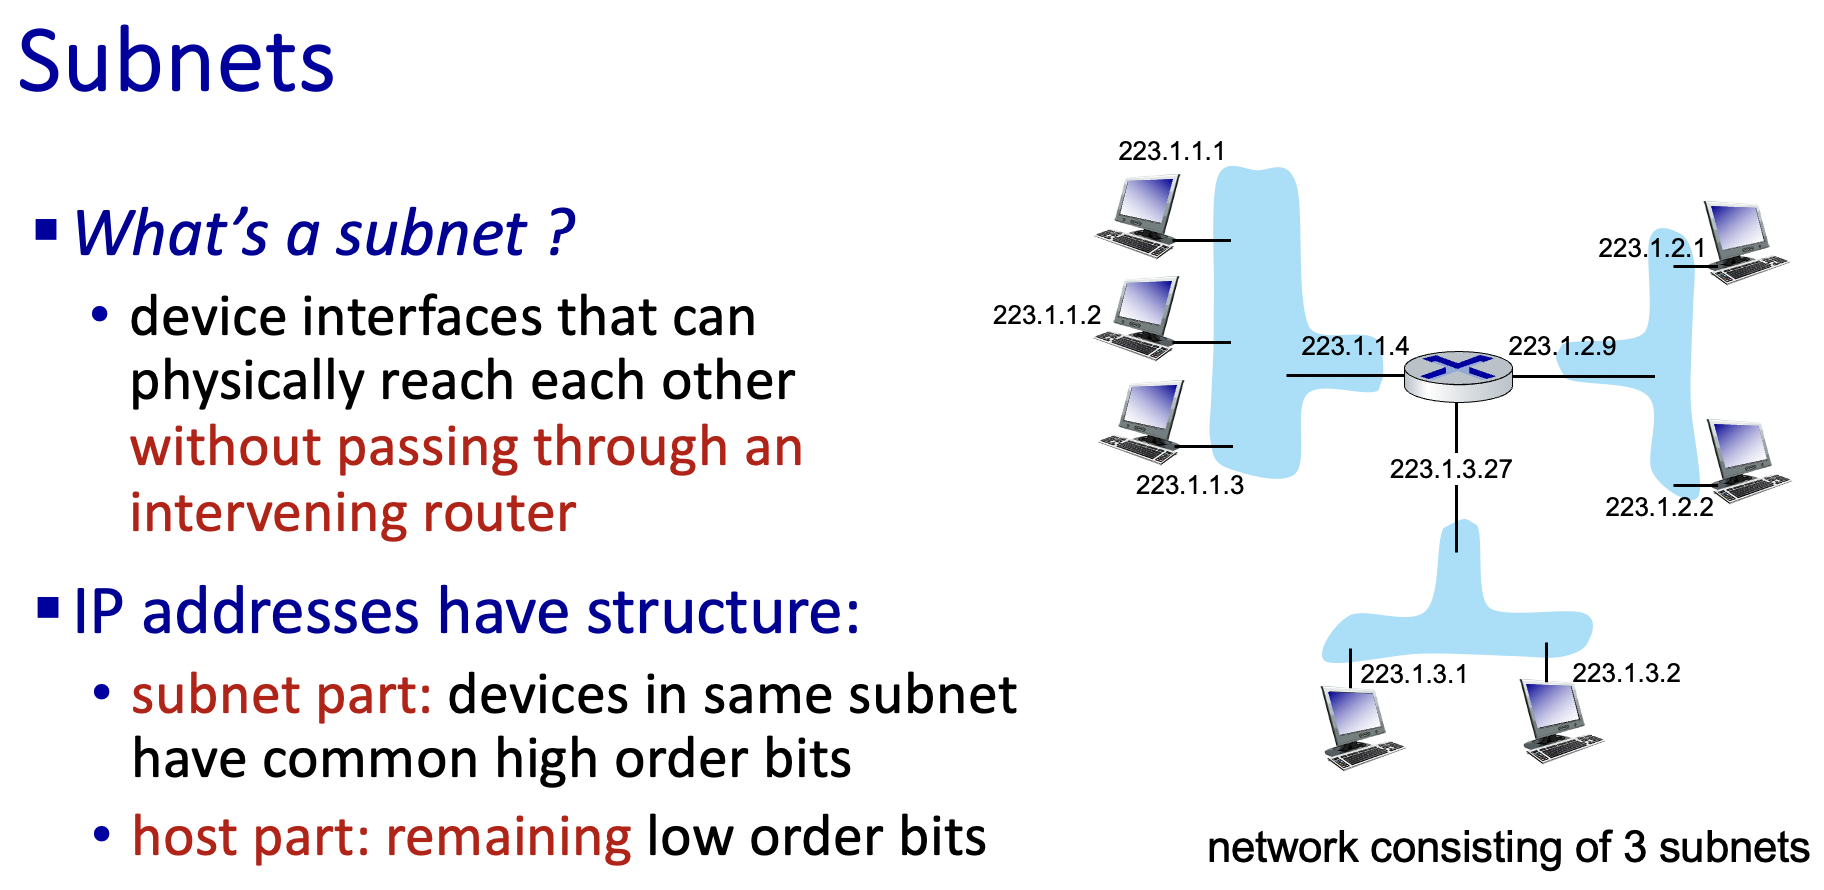 Subnets
What's a subnet ?
device interfaces that can
physically reach each other
without passing through an
intervening router
IP addresses have structure:
subnet part: devices in same subnet
have common high order bits
host part: remaining low order bits
223.1.1.1
223.1.1.2
223.1.1.3
223.1.1.4
223.1.2.9
223.1.2.1
223.1.2.2
223.1.3.27
223.1.3.1
223.1.3.2
network consisting of 3 subnets